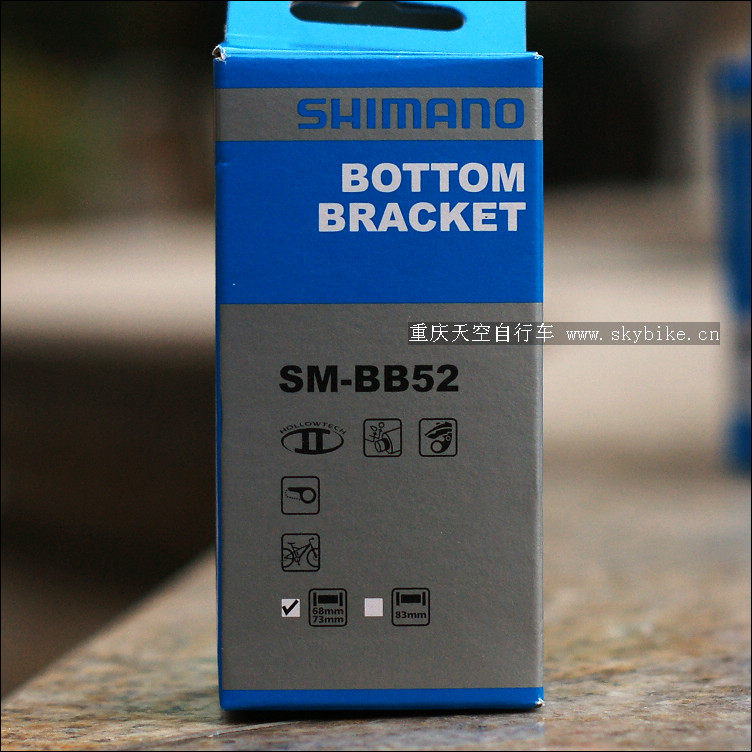 SHIMANO
BOTTOM
BRACKET
重庆天空自行车 www.skybike.cn
SM-BB52
HOLLOWTECH
II
68mm
73mm
83mm